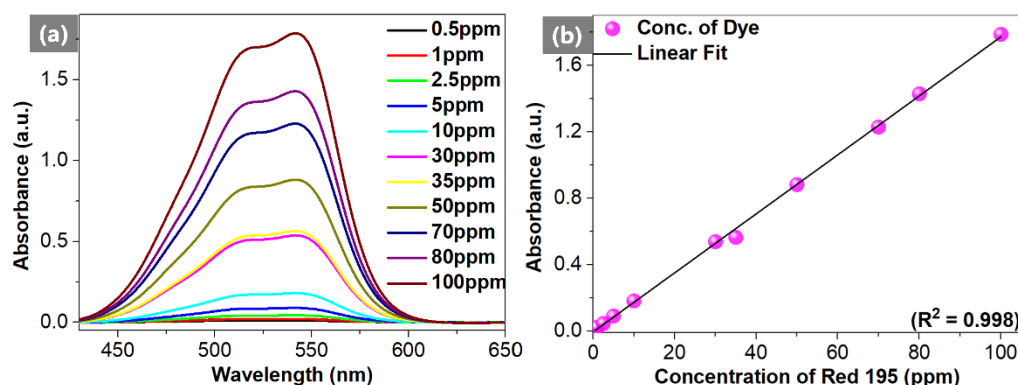 (a)
0.5ppm
1ppm
2.5ppm
5ppm
10ppm
30ppm
35ppm
50ppm
70ppm
80ppm
100ppm
1.5
1.0
0.5
0.0
Absorbance (a.u.)
450 500 550 600 650
Wavelength (nm)
(b)
Conc. of Dye
Linear Fit
1.8
1.2
0.6
0.0
Absorbance (a.u.)
(R² = 0.998)
0 20 40 60 80 100
Concentration of Red 195 (ppm)